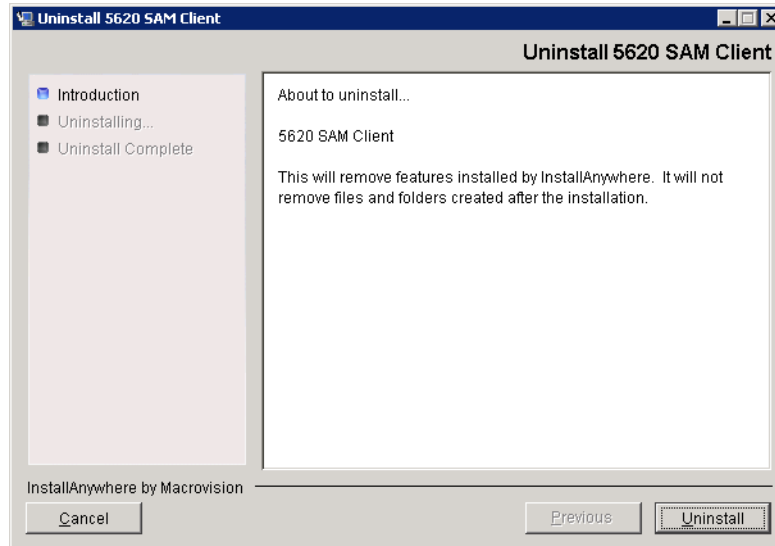 Uninstall 5620 SAM Client
Uninstall 5620 SAM Client
Introduction
Uninstalling...
Uninstall Complete
About to uninstall...
5620 SAM Client
This will remove features installed by InstallAnywhere. It will not
remove files and folders created after the installation.
InstallAnywhere by Macrovision
Cancel
Previous
Uninstall